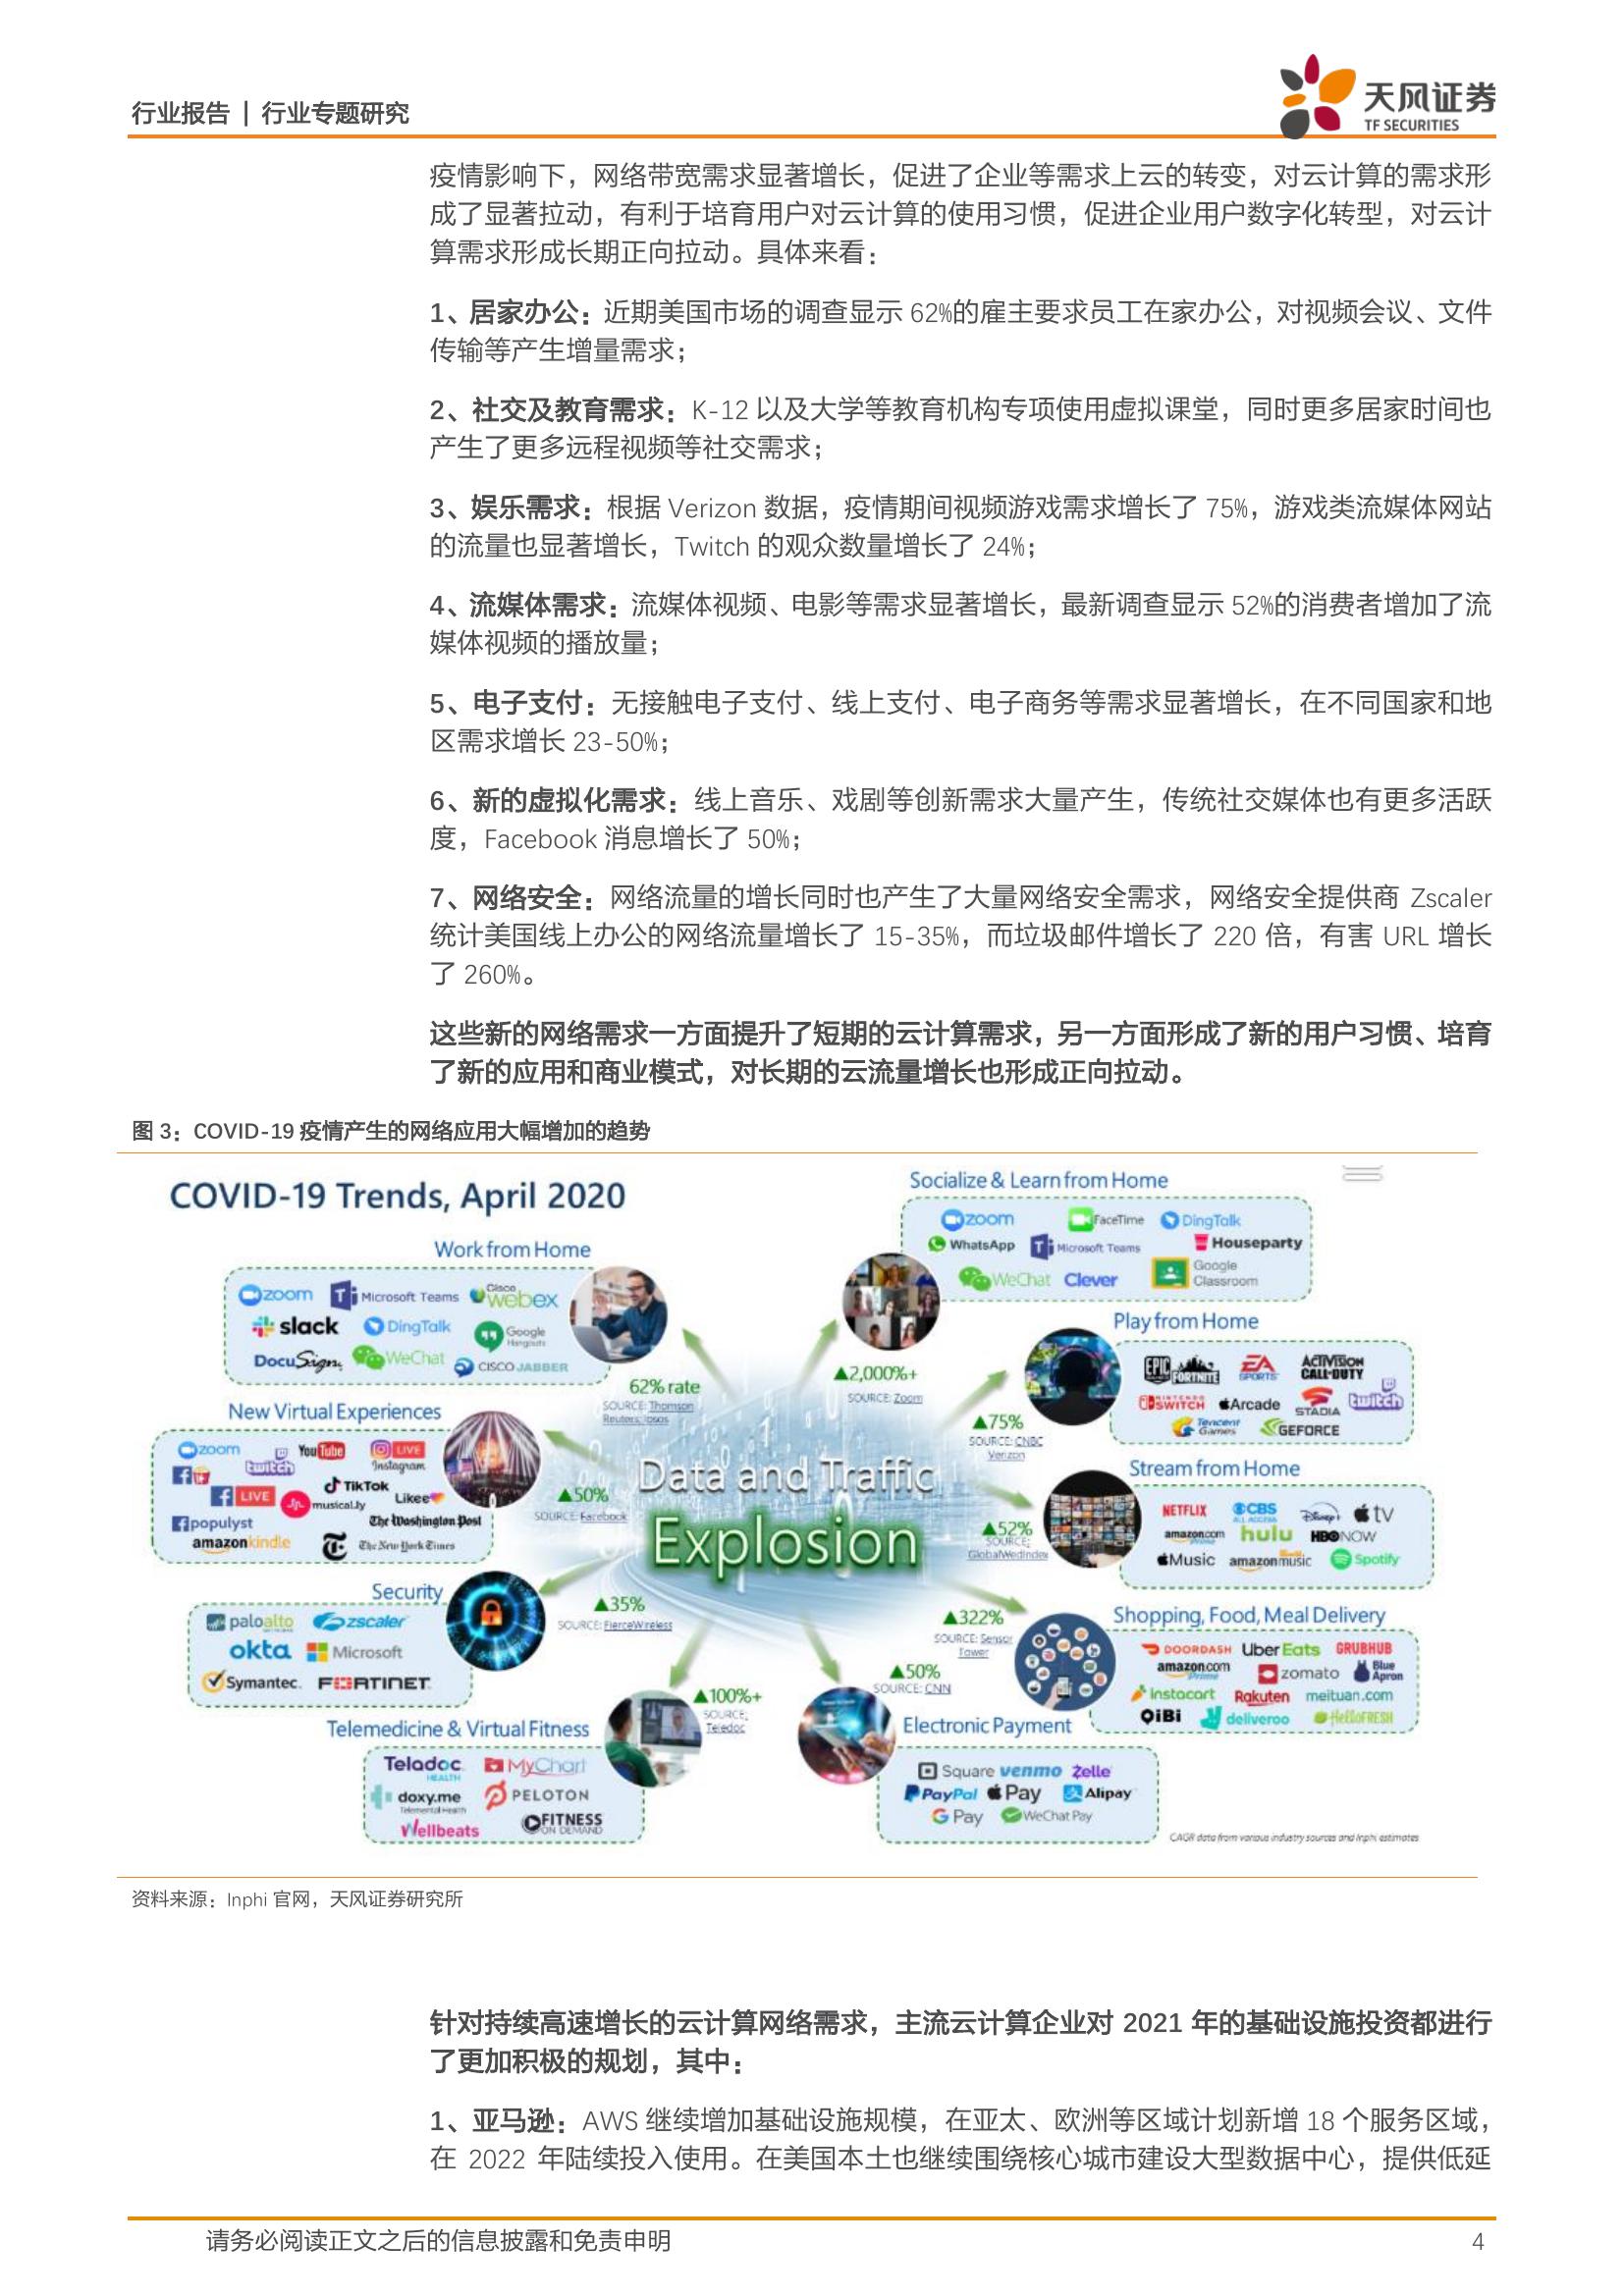 行业报告 | 行业专题研究
天风证券
TF SECURITIES
疫情影响下，网络带宽需求显著增长，促进了企业等需求上云的转变，对云计算的需求形
成了显著拉动，有利于培育用户对云计算的使用习惯，促进企业用户数字化转型，对云计
算需求形成长期正向拉动。具体来看：
1、居家办公：近期美国市场的调查显示 62%的雇主要求员工在家办公，对视频会议、文件
传输等产生增量需求；
2、社交及教育需求：K-12 以及大学等教育机构专项使用虚拟课堂，同时更多居家时间也
产生了更多远程视频等社交需求；
3、娱乐需求：根据 Verizon 数据，疫情期间视频游戏需求增长了 75%，游戏类流媒体网站
的流量也显著增长，Twitch 的观众数量增长了 24%；
4、流媒体需求：流媒体视频、电影等需求显著增长，最新调查显示 52%的消费者增加了流
媒体视频的播放量；
5、电子支付：无接触电子支付、线上支付、电子商务等需求显著增长，在不同国家和地
区需求增长 23-50%；
6、新的虚拟化需求：线上音乐、戏剧等创新需求大量产生，传统社交媒体也有更多活跃
度，Facebook 消息增长了 50%；
7、网络安全：网络流量的增长同时也产生了大量网络安全需求，网络安全提供商 Zscaler
统计美国线上办公的网络流量增长了 15-35%，而垃圾邮件增长了 220 倍，有害 URL 增长
了 260%。
这些新的网络需求一方面提升了短期的云计算需求，另一方面形成了新的用户习惯、培育
了新的应用和商业模式，对长期的云流量增长也形成正向拉动。
图 3：COVID-19 疫情产生的网络应用大幅增加的趋势
COVID-19 Trends, April 2020
Work from Home
zoom Microsoft Teams Cisco webex
slack DingTalk Google Hangouts
DocuSign WeChat CISCO JABBER
62% rate
SOURCE: Thomson
Reuters; Ipsos
New Virtual Experiences
zoom twitch YouTube LIVE Instagram
LIVE musical.ly TikTok Likee
populyst The Washington Post
amazonkindle The New York Times
▲50%
SOURCE: Facebook
Security
paloalto zscaler
okta Microsoft
Symantec. FORTINET
▲35%
SOURCE: FierceWireless
Telemedicine & Virtual Fitness
Teladoc HEALTH MyChart
doxy.me PELOTON
Telemental Health
Wellbeats FITNESS ON DEMAND
▲100%+
SOURCE:
Teledoc
Data and Traffic
Explosion
Socialize & Learn from Home
zoom FaceTime DingTalk
WhatsApp Microsoft Teams Houseparty
WeChat Clever Google Classroom
▲2,000%+
SOURCE: Zoom
Play from Home
EPIC FORTNITE EA SPORTS ACTIVISION CALL OF DUTY
NINTENDO SWITCH Arcade STADIA twitch
Tencent Games GEFORCE
▲75%
SOURCE: CNBC
Verizon
Stream from Home
NETFLIX CBS ALL ACCESS Disney+ tv
amazon.com Prime hulu HBO NOW
Music amazon music Spotify
▲52%
SOURCE:
GlobalWebIndex
Shopping, Food, Meal Delivery
DOORDASH Uber Eats GRUBHUB
amazon.com Prime zomato Blue Apron
instacart Rakuten meituan.com
QiBi deliveroo HelloFRESH
▲322%
SOURCE: Sensor
Tower
Electronic Payment
Square venmo Zelle
PayPal Pay Alipay
G Pay WeChat Pay
▲50%
SOURCE: CNN
CAGR data from various industry sources and Inphi estimates
资料来源：Inphi 官网，天风证券研究所
针对持续高速增长的云计算网络需求，主流云计算企业对 2021 年的基础设施投资都进行
了更加积极的规划，其中：
1、亚马逊：AWS 继续增加基础设施规模，在亚太、欧洲等区域计划新增 18 个服务区域，
在 2022 年陆续投入使用。在美国本土也继续围绕核心城市建设大型数据中心，提供低延
请务必阅读正文之后的信息披露和免责申明
4